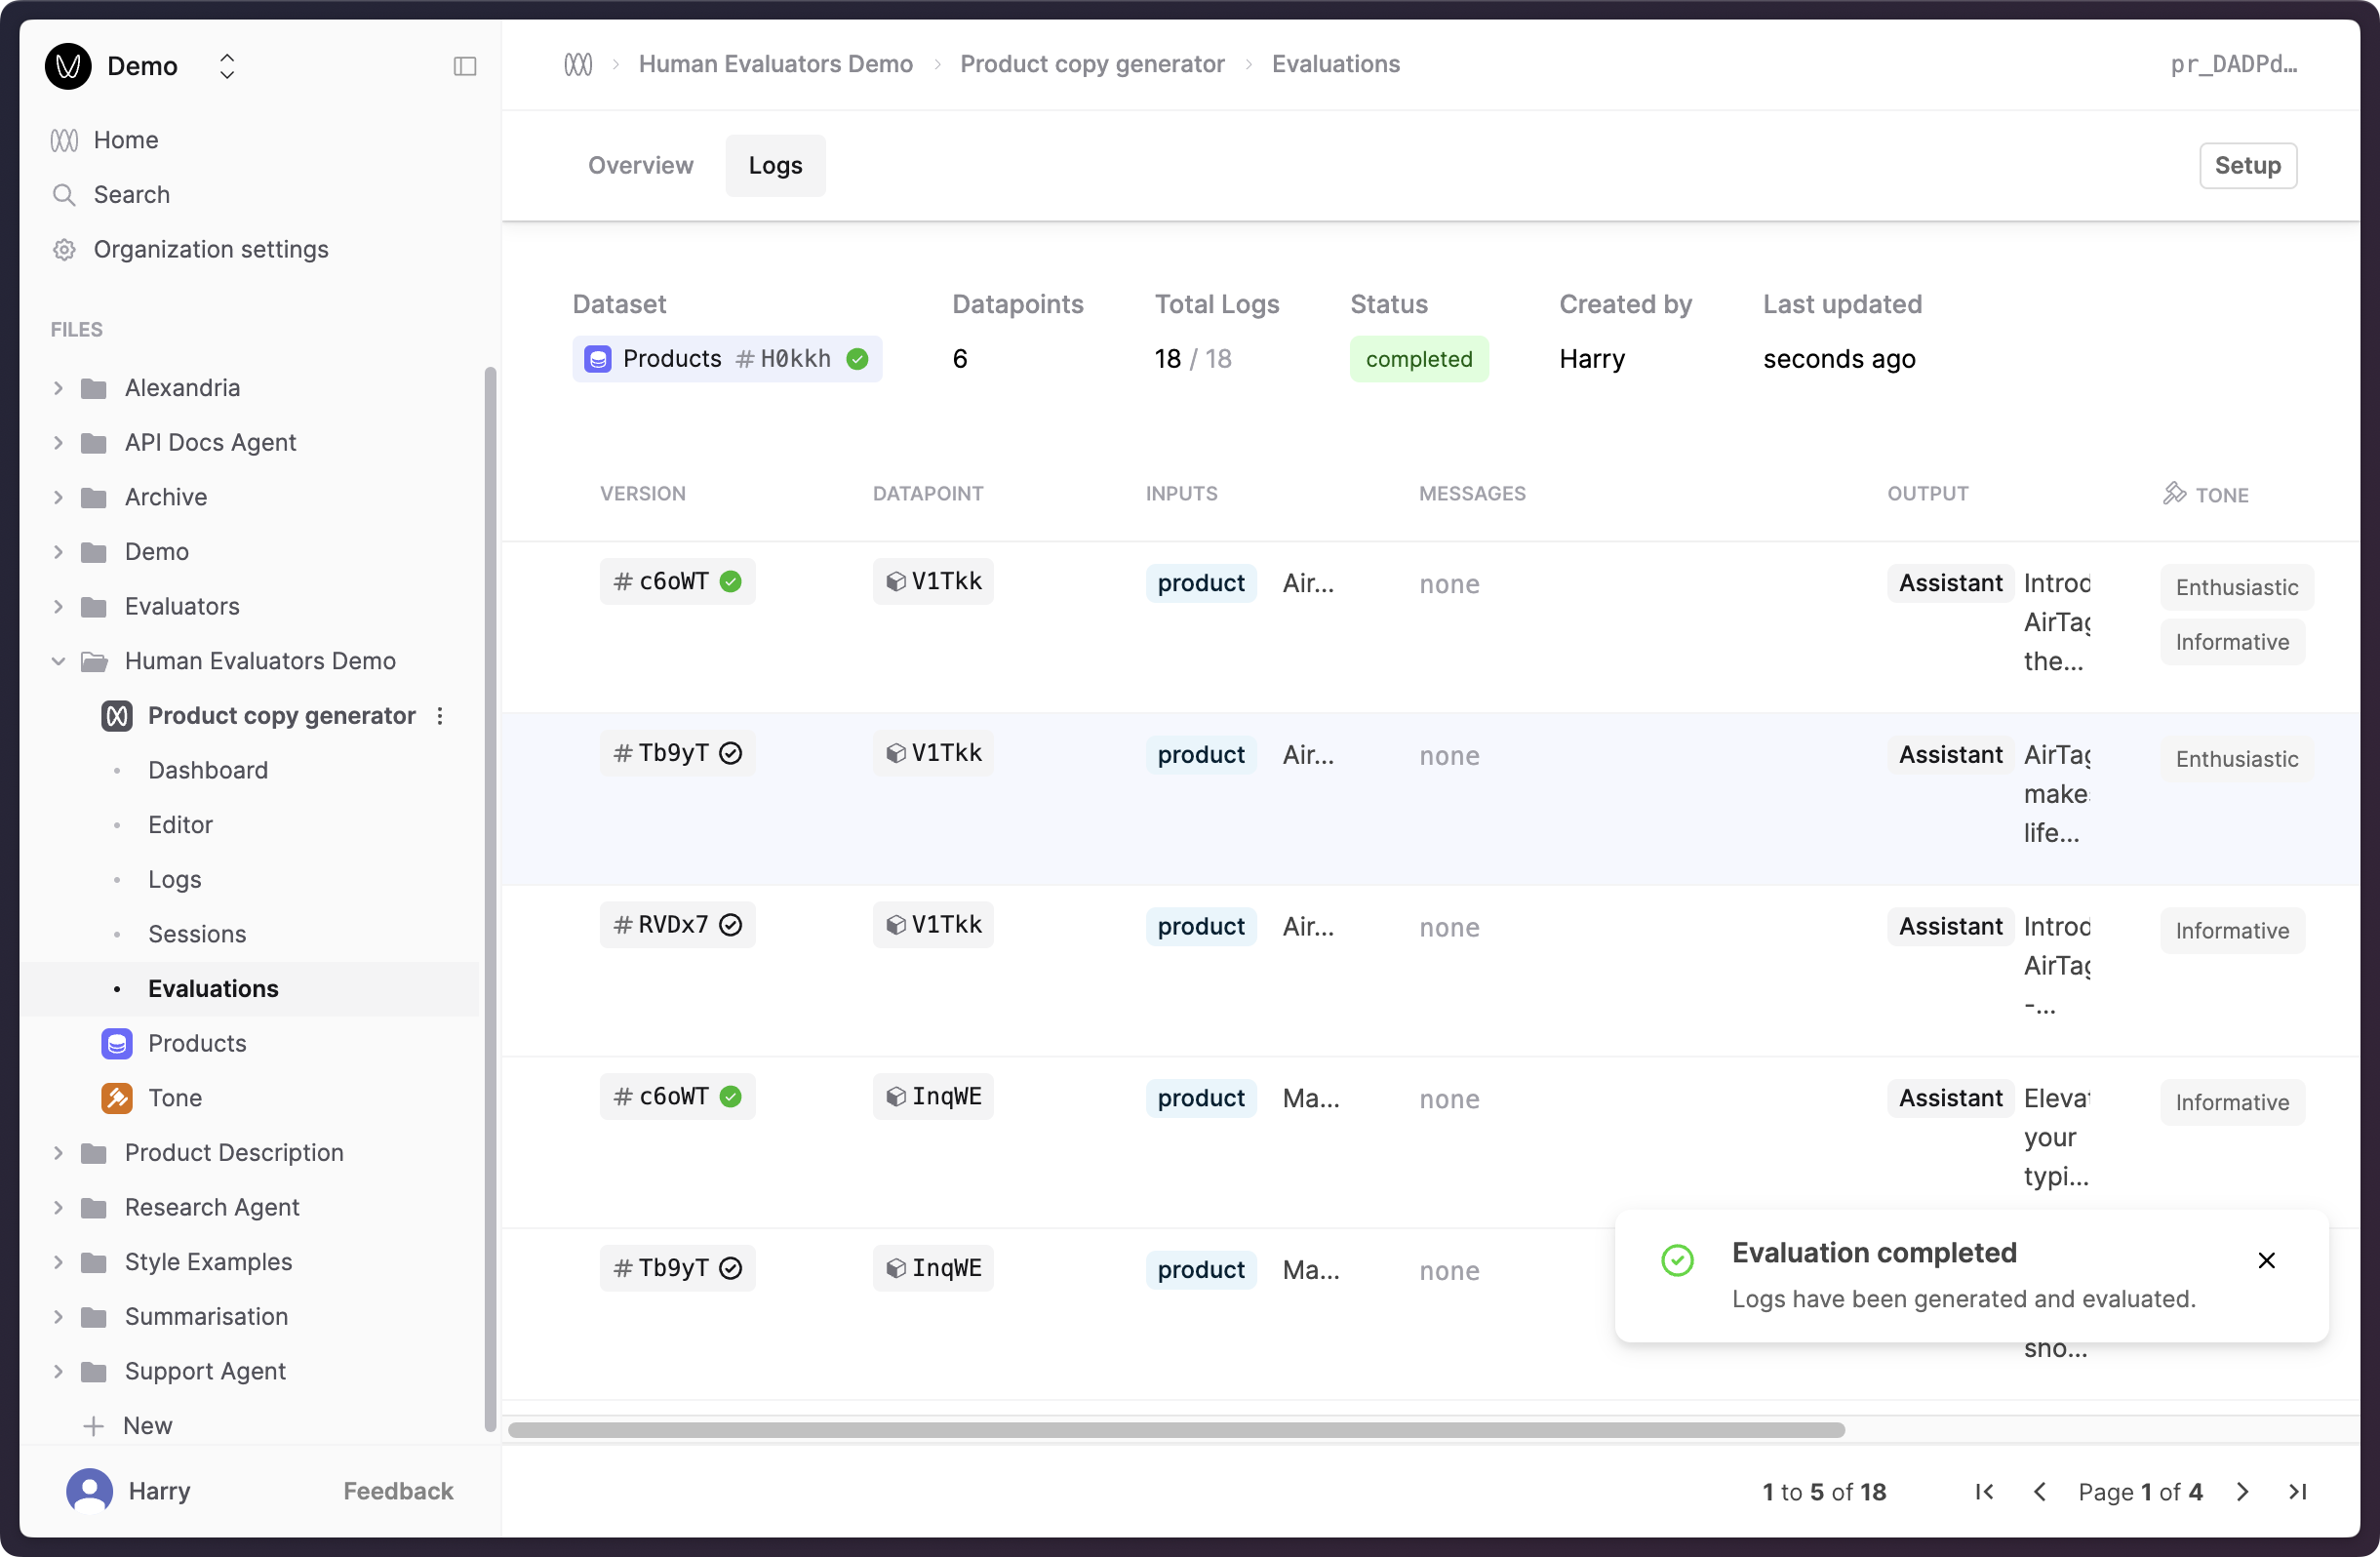 Demo
Home
Search
Organization settings
FILES
Alexandria
API Docs Agent
Archive
Demo
Evaluators
Human Evaluators Demo
Product copy generator
Dashboard
Editor
Logs
Sessions
Evaluations
Products
Tone
Product Description
Research Agent
Style Examples
Summarisation
Support Agent
New
Harry Feedback
Human Evaluators Demo > Product copy generator > Evaluations pr_DADPd...
Overview Logs Setup
Dataset Datapoints Total Logs Status Created by Last updated
Products # H0kkh 6 18 / 18 completed Harry seconds ago
VERSION DATAPOINT INPUTS MESSAGES OUTPUT TONE
# c6oWT V1Tkk product Air... none Assistant Introd Enthusiastic
AirTag Informative
the...
# Tb9yT V1Tkk product Air... none Assistant AirTag Enthusiastic
makes
life...
# RVDx7 V1Tkk product Air... none Assistant Introd Informative
AirTag
-...
# c6oWT InqWE product Ma... none Assistant Elevat Informative
your
typi...
# Tb9yT InqWE product Ma... none
Evaluation completed
Logs have been generated and evaluated.
sho...
1 to 5 of 18 Page 1 of 4